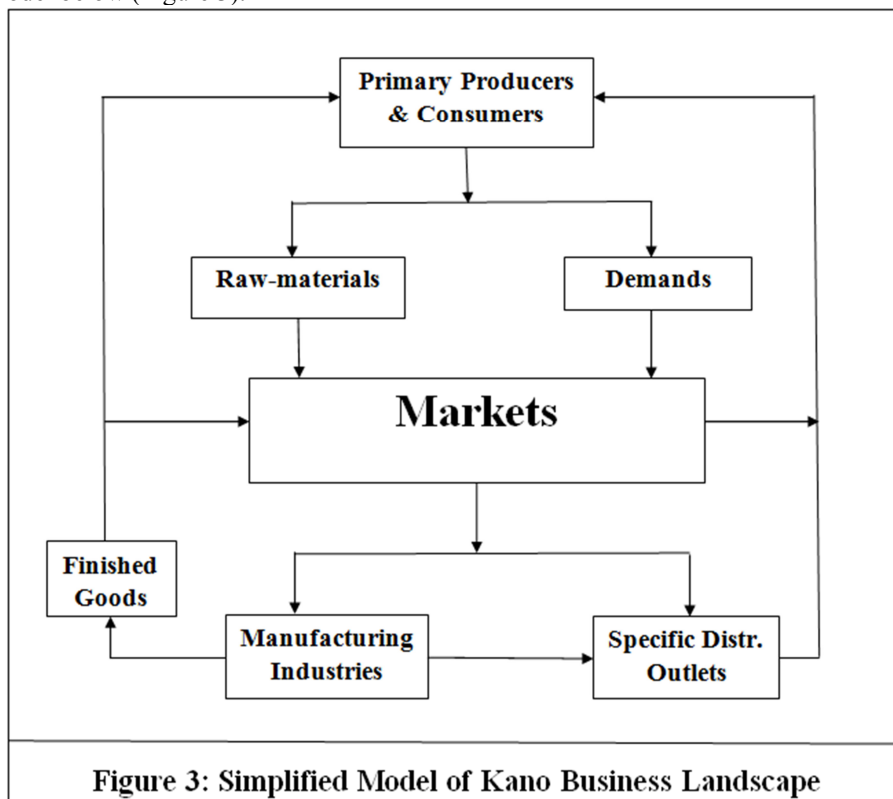 Primary Producers
& Consumers
Raw-materials
Demands
Markets
Finished
Goods
Manufacturing
Industries
Specific Distr.
Outlets
Figure 3: Simplified Model of Kano Business Landscape